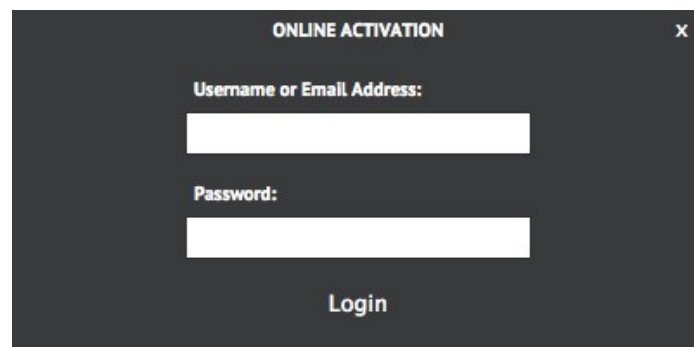 ONLINE ACTIVATION x
Username or Email Address:
Password:
Login